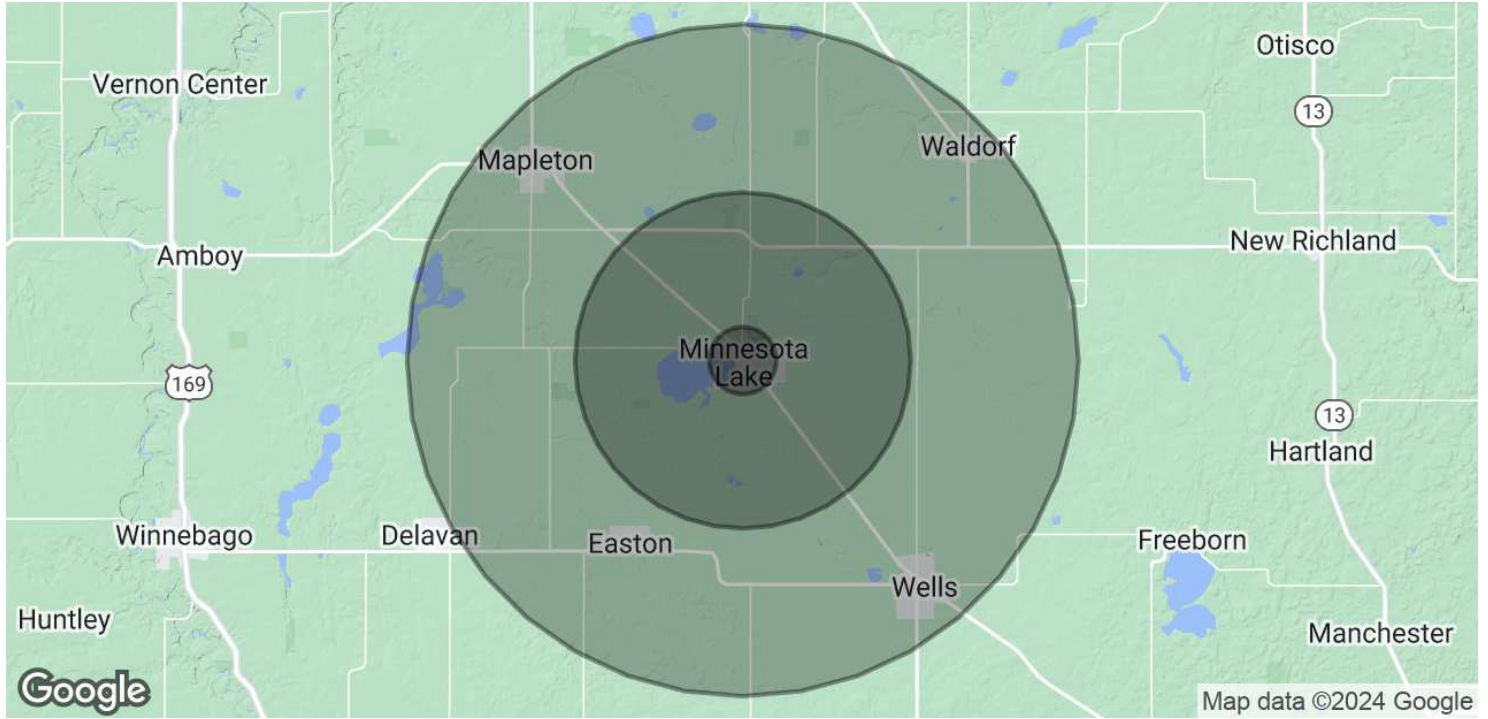 Otisco
Vernon Center
13
Waldorf
Mapleton
New Richland
Amboy
Minnesota
Lake
169
13
Hartland
Winnebago
Delavan
Easton
Freeborn
Wells
Huntley
Manchester
Google
Map data ©2024 Google